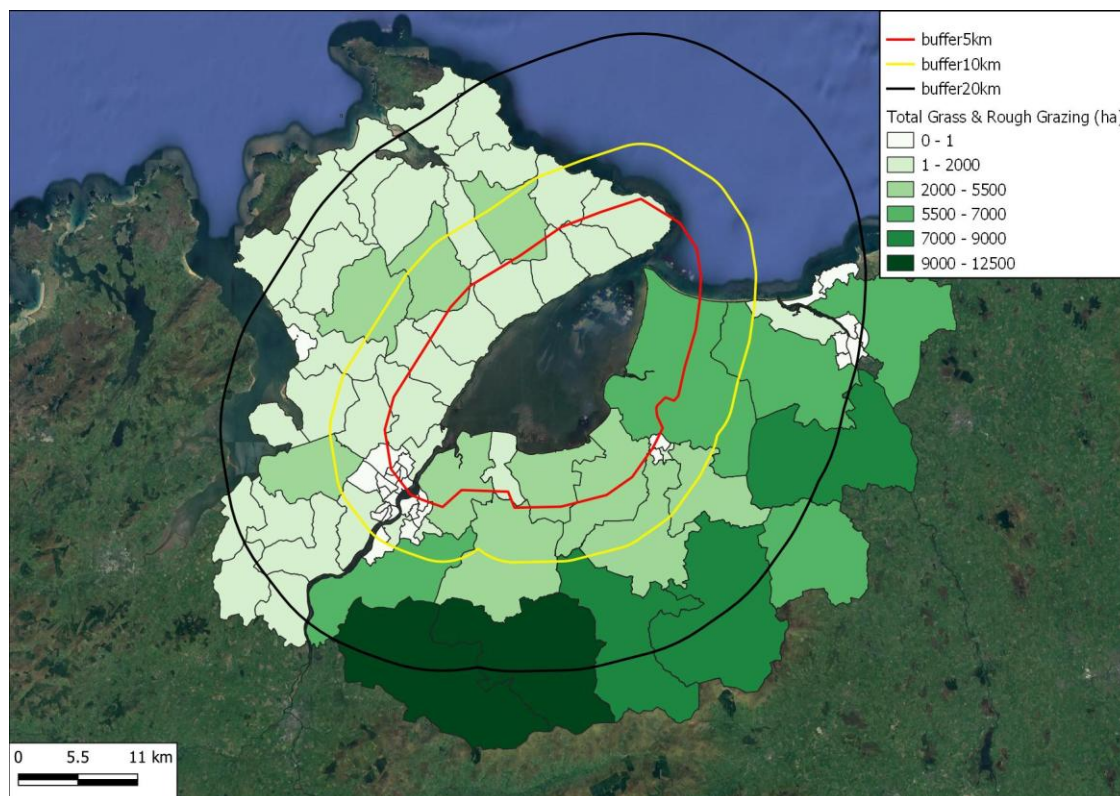 buffer5km
buffer10km
buffer20km
Total Grass & Rough Grazing (ha)
0 - 1
1 - 2000
2000 - 5500
5500 - 7000
7000 - 9000
9000 - 12500
0 5.5 11 km